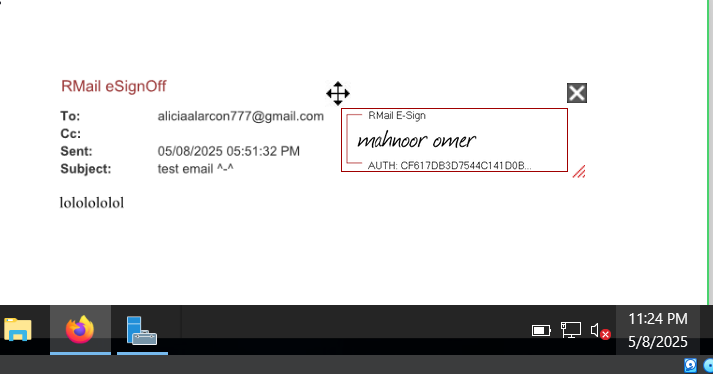 RMail eSignOff
To: aliciaalarcon777@gmail.com
Cc:
Sent: 05/08/2025 05:51:32 PM
Subject: test email ^-^
lolololololol
RMail E-Sign
mahnoor omer
AUTH: CF617DB3D7544C141D0B...
11:24 PM
5/8/2025